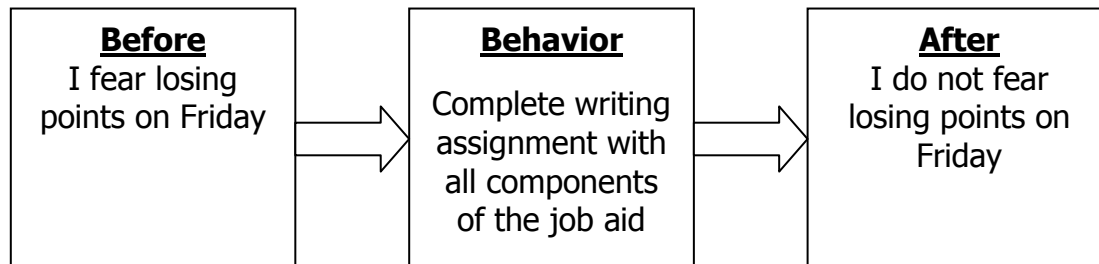 Before
I fear losing
points on Friday
Behavior
Complete writing
assignment with
all components
of the job aid
After
I do not fear
losing points on
Friday